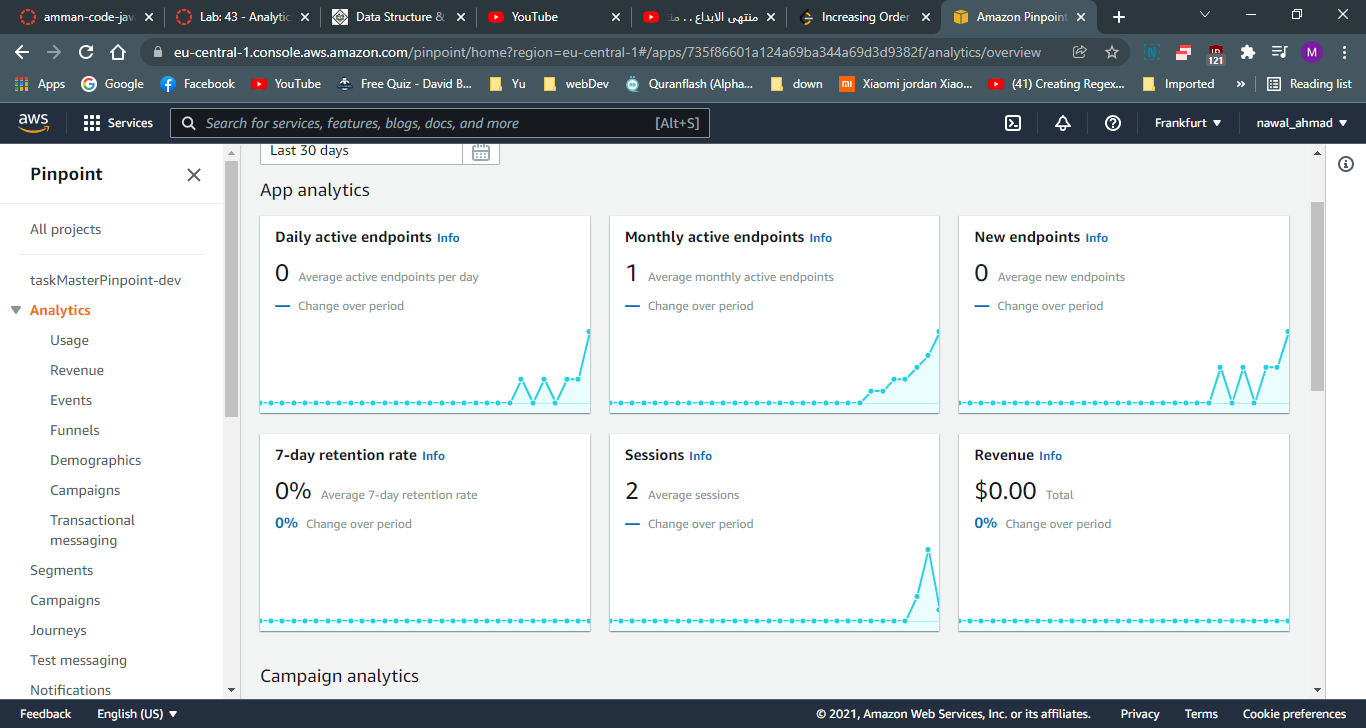 amman-code-jav
Lab: 43 - Analytic
Data Structure &
YouTube
منتهى الابداع . . من
Increasing Order
Amazon Pinpoint
eu-central-1.console.aws.amazon.com/pinpoint/home?region=eu-central-1#/apps/735f86601a124a69ba344a69d3d9382f/analytics/overview
121
M
Apps
Google
Facebook
YouTube
Free Quiz - David B...
Yu
webDev
Quranflash (Alpha...
down
Xiaomi jordan Xiao...
(41) Creating Regex...
Imported
»
Reading list
aws
Services
Search for services, features, blogs, docs, and more
[Alt+S]
Frankfurt
nawal_ahmad
Pinpoint
All projects
taskMasterPinpoint-dev
Analytics
Usage
Revenue
Events
Funnels
Demographics
Campaigns
Transactional
messaging
Segments
Campaigns
Journeys
Test messaging
Notifications
Last 30 days
App analytics
Daily active endpoints Info
0 Average active endpoints per day
Change over period
Monthly active endpoints Info
1 Average monthly active endpoints
Change over period
New endpoints Info
0 Average new endpoints
Change over period
7-day retention rate Info
0% Average 7-day retention rate
0% Change over period
Sessions Info
2 Average sessions
Change over period
Revenue Info
$0.00 Total
0% Change over period
Campaign analytics
Feedback
English (US)
© 2021, Amazon Web Services, Inc. or its affiliates.
Privacy
Terms
Cookie preferences